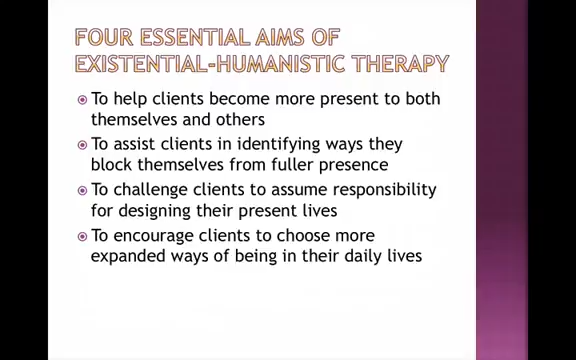 FOUR ESSENTIAL AIMS OF
EXISTENTIAL-HUMANISTIC THERAPY
To help clients become more present to both
themselves and others
To assist clients in identifying ways they
block themselves from fuller presence
To challenge clients to assume responsibility
for designing their present lives
To encourage clients to choose more
expanded ways of being in their daily lives